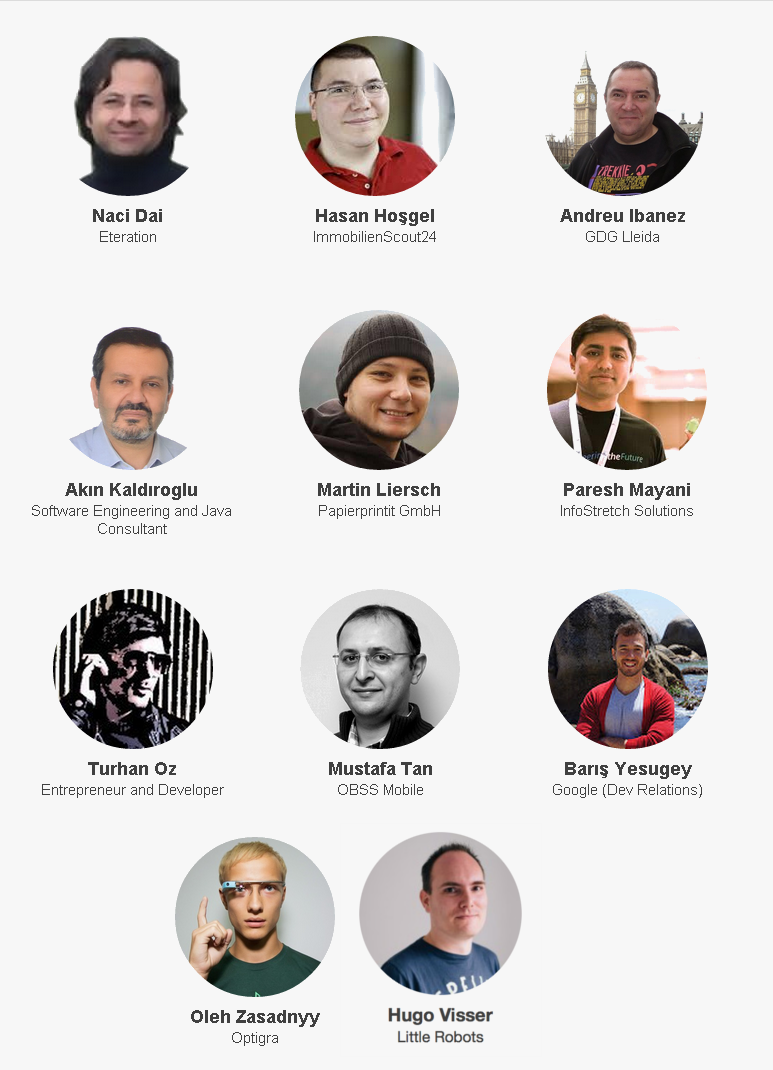 Naci Dai
Eteration
Hasan Hoşgel
ImmobilienScout24
Andreu Ibanez
GDG Lleida
Akın Kaldıroglu
Software Engineering and Java
Consultant
Martin Liersch
Papierprintit GmbH
Paresh Mayani
InfoStretch Solutions
theFuture
Turhan Oz
Entrepreneur and Developer
Mustafa Tan
OBSS Mobile
Barış Yesugey
Google (Dev Relations)
Oleh Zasadnyy
Optigra
Hugo Visser
Little Robots